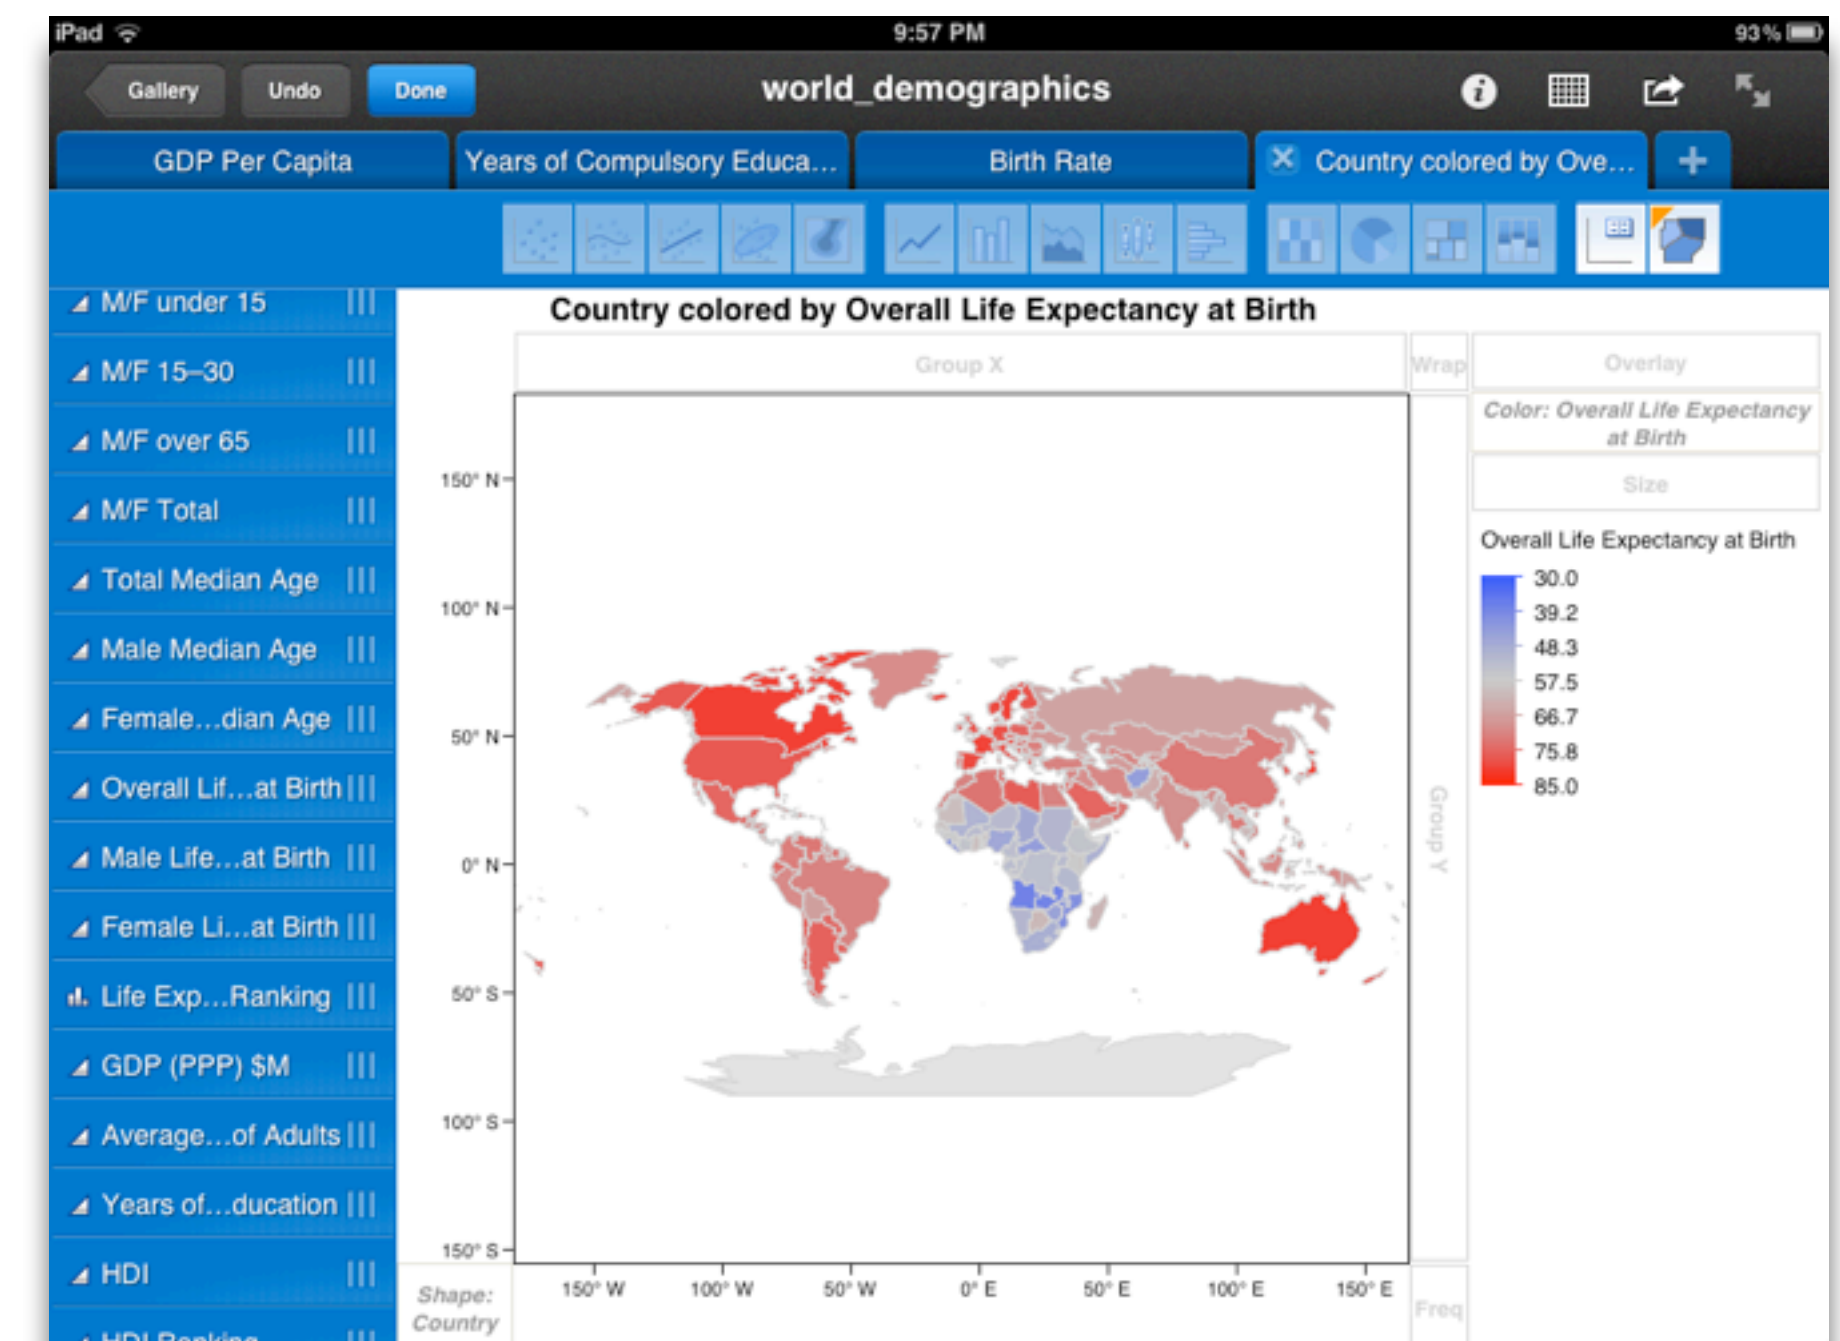 iPad
9:57 PM
93%
Gallery
Undo
Done
world_demographics
GDP Per Capita
Years of Compulsory Educa...
Birth Rate
Country colored by Ove...
M/F under 15
M/F 15–30
M/F over 65
M/F Total
Total Median Age
Male Median Age
Female...dian Age
Overall Lif...at Birth
Male Life...at Birth
Female Li...at Birth
Life Exp...Ranking
GDP (PPP) $M
Average...of Adults
Years of...ducation
HDI
HDI Ranking
Country colored by Overall Life Expectancy at Birth
Group X
Wrap
Overlay
Color: Overall Life Expectancy
at Birth
Size
Overall Life Expectancy at Birth
30.0
39.2
48.3
57.5
66.7
75.8
85.0
Group Y
150° N
100° N
50° N
0° N
50° S
100° S
150° S
150° W
100° W
50° W
0° E
50° E
100° E
150° E
Shape:
Country
Freq